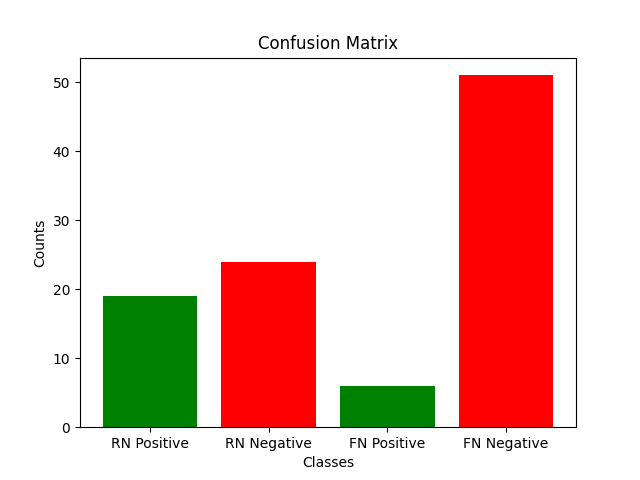 Confusion Matrix
50
40
30
20
10
0
Counts
RN Positive
RN Negative
FN Positive
FN Negative
Classes